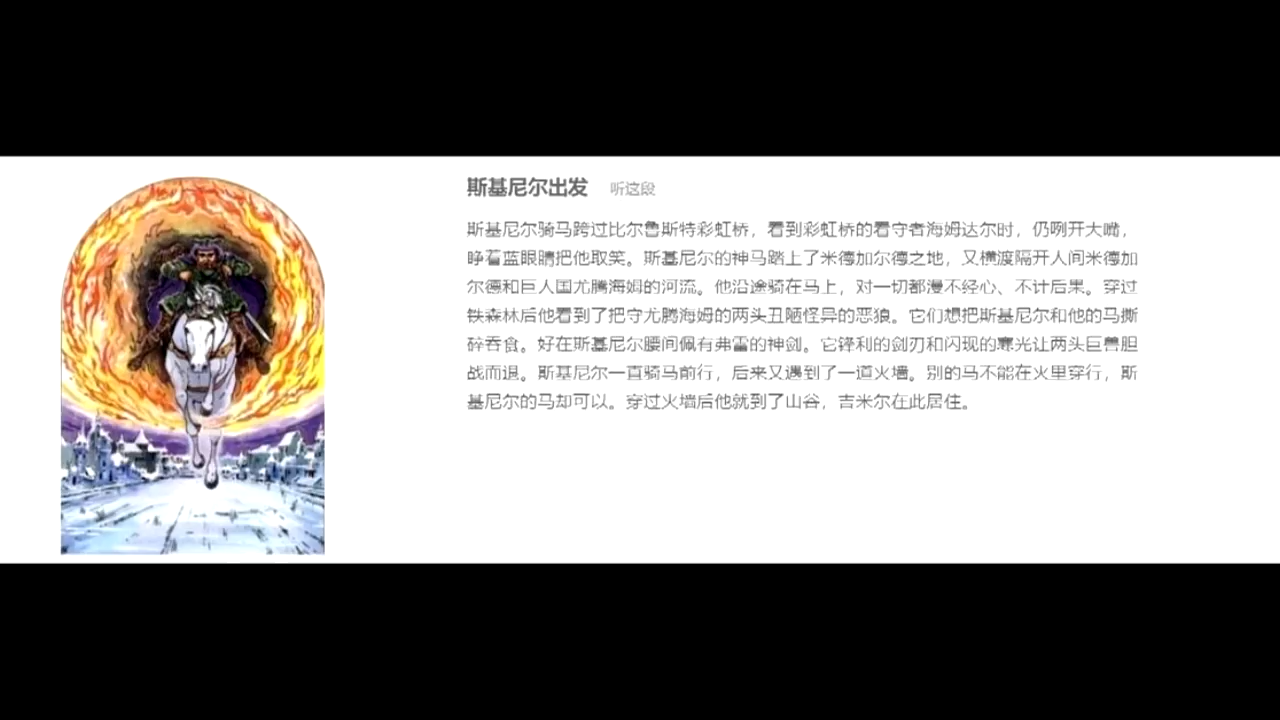 斯基尼尔出发 听这段
斯基尼尔骑马跨过比尔鲁斯特彩虹桥，看到彩虹桥的看守者海姆达尔时，仍咧开大嘴，
睁着蓝眼睛把他取笑。斯基尼尔的神马踏上了米德加尔德之地，又横渡隔开人间米德加
尔德和巨人国尤腾海姆的河流。他沿途骑在马上，对一切都漫不经心、不计后果。穿过
铁森林后他看到了把守尤腾海姆的两头丑陋怪异的恶狼。它们想把斯基尼尔和他的马撕
碎吞食。好在斯基尼尔腰间佩有弗雷的神剑。它锋利的剑刃和闪现的寒光让两头巨兽胆
战而退。斯基尼尔一直骑马前行，后来又遇到了一道火墙。别的马不能在火里穿行，斯
基尼尔的马却可以。穿过火墙后他就到了山谷，吉米尔在此居住。